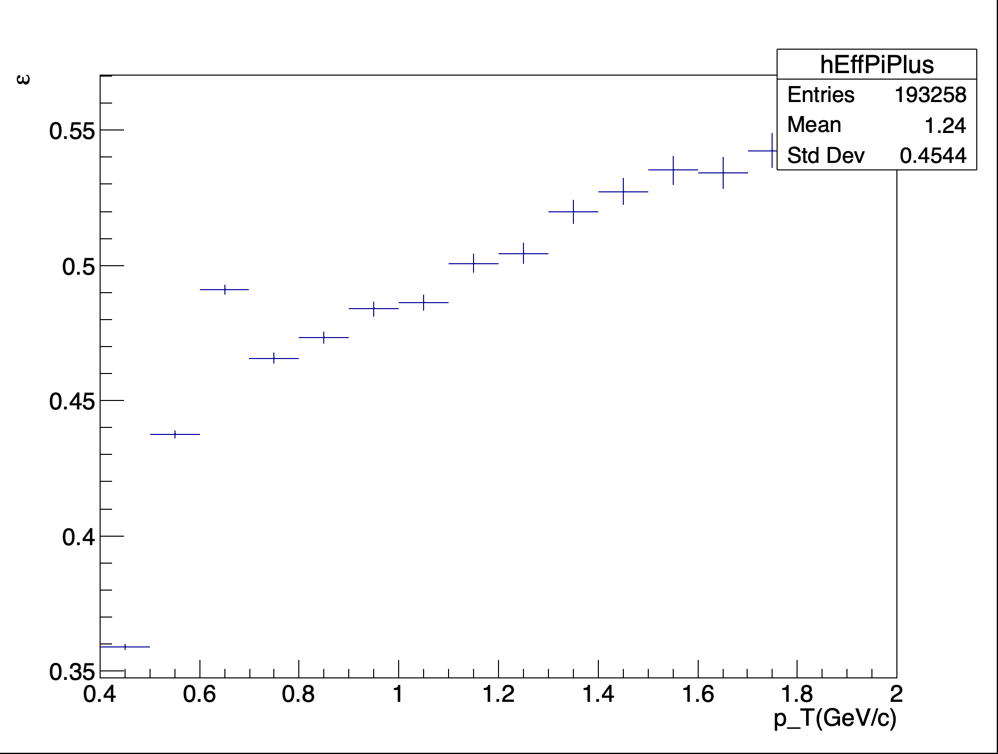 hEffPiPlus
Entries 193258
Mean 1.24
Std Dev 0.4544
ε
0.55
0.5
0.45
0.4
0.35
0.4 0.6 0.8 1 1.2 1.4 1.6 1.8 2
p_T(GeV/c)